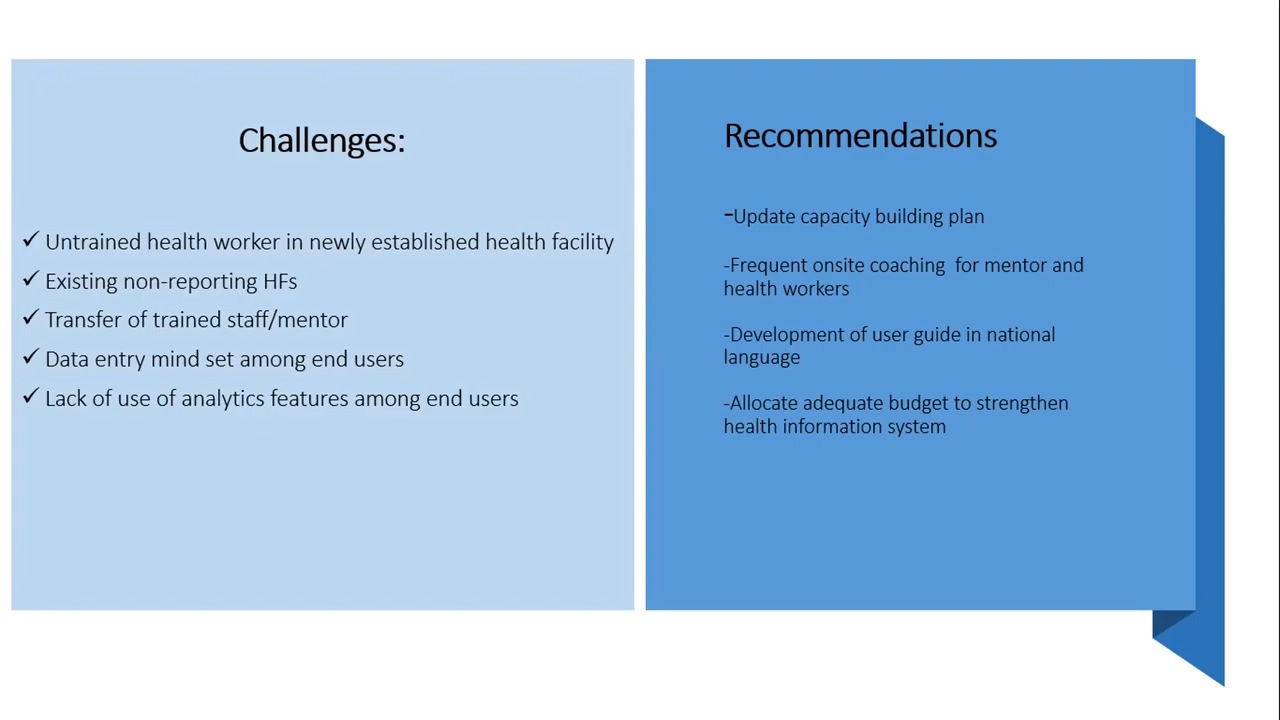 Challenges:
✓ Untrained health worker in newly established health facility
✓ Existing non-reporting HFs
✓ Transfer of trained staff/mentor
✓ Data entry mind set among end users
✓ Lack of use of analytics features among end users
Recommendations
-Update capacity building plan
-Frequent onsite coaching  for mentor and
health workers
-Development of user guide in national
language
-Allocate adequate budget to strengthen
health information system